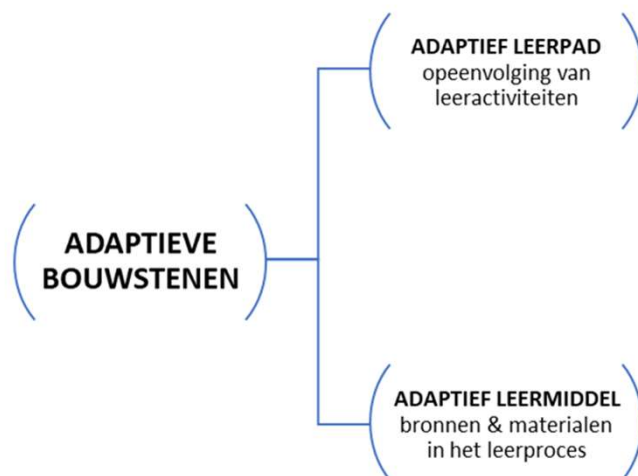 ADAPTIEF LEERPAD
opeenvolging van
leeractiviteiten
ADAPTIEVE
BOUWSTENEN
ADAPTIEF LEERMIDDEL
bronnen & materialen
in het leerproces